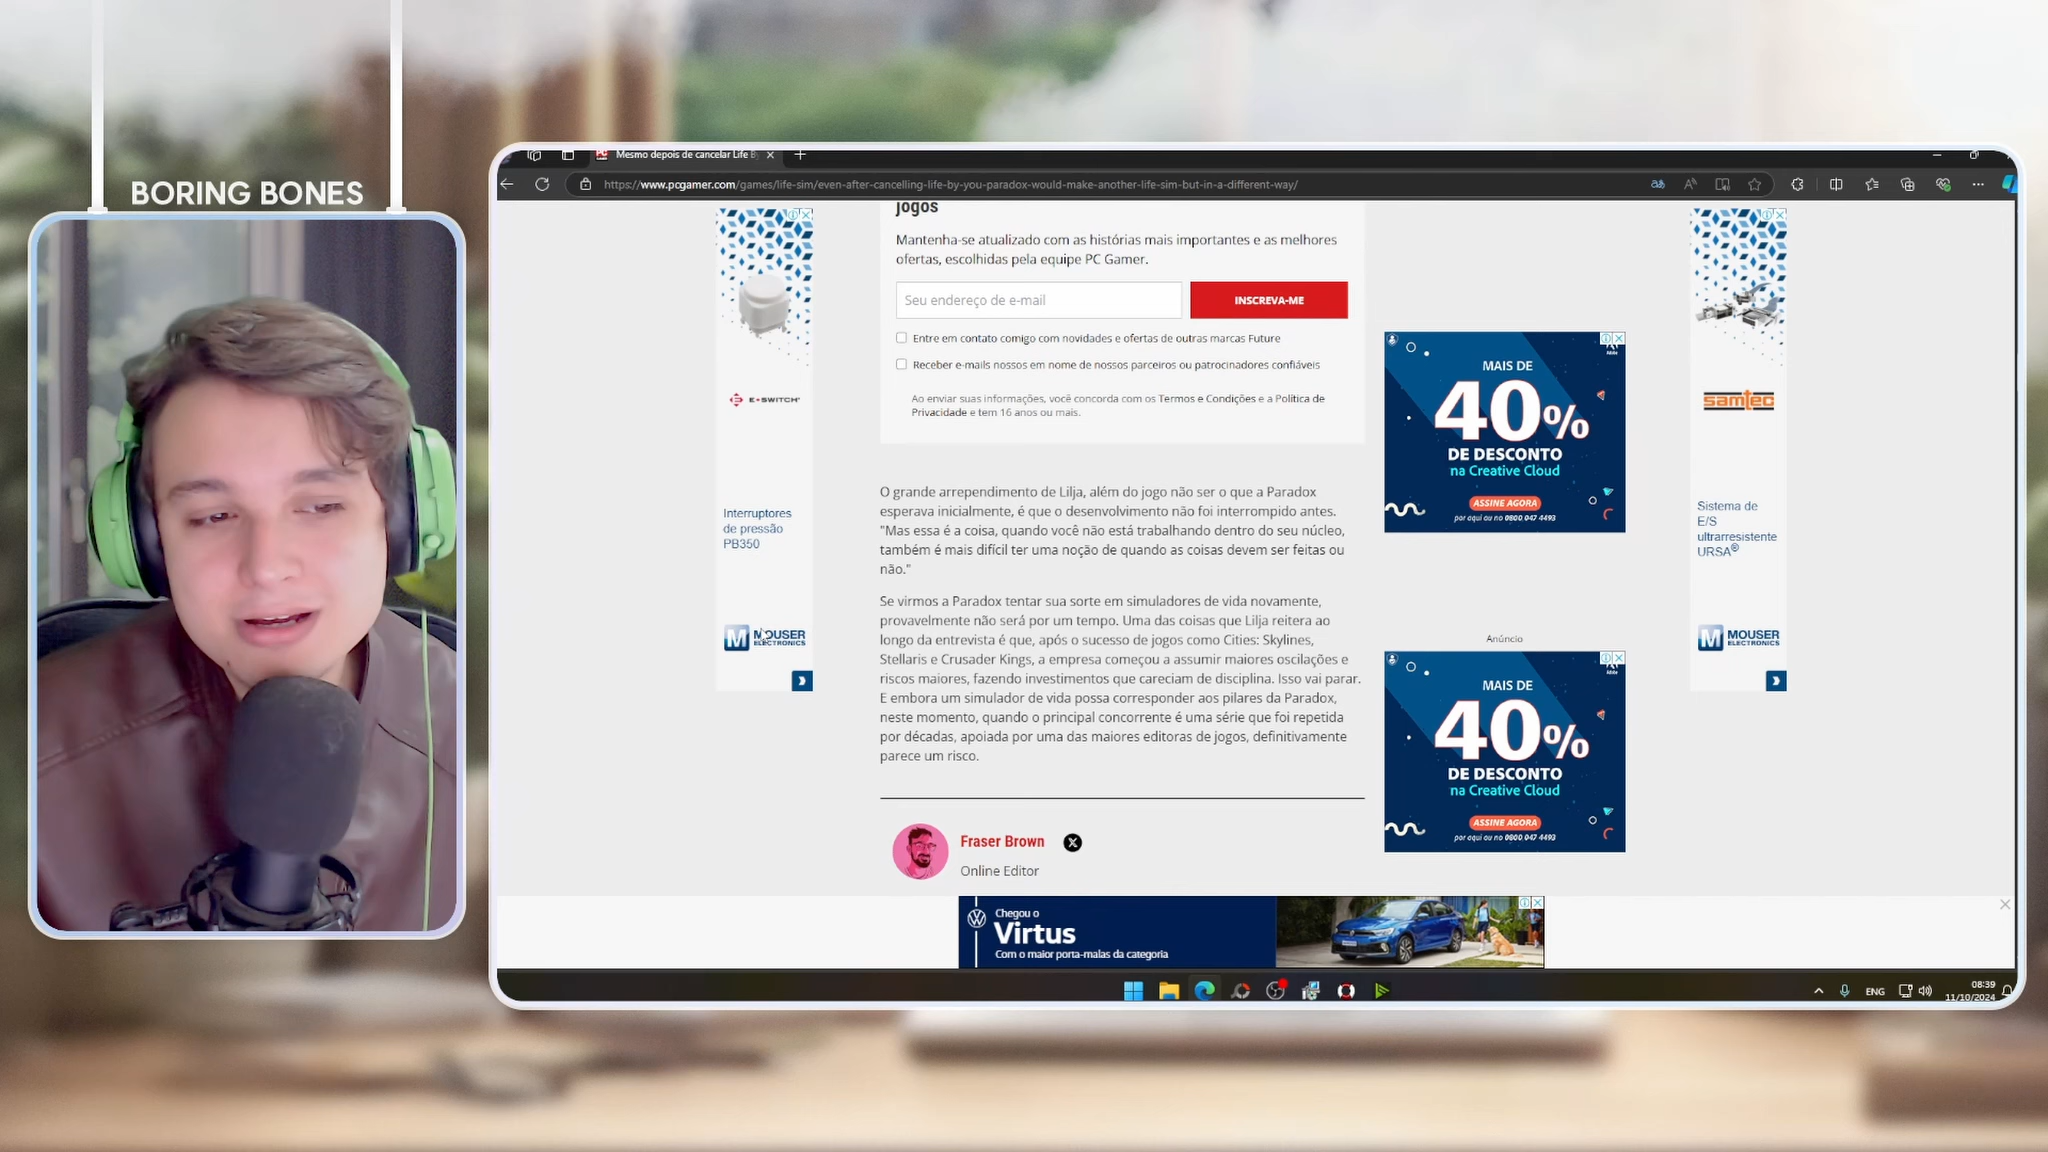 BORING BONES
Mesmo depois de cancelar Life B
https://www.pcgamer.com/games/life-sim/even-after-cancelling-life-by-you-paradox-would-make-another-life-sim-but-in-a-different-way/
jogos
Mantenha-se atualizado com as histórias mais importantes e as melhores
ofertas, escolhidas pela equipe PC Gamer.
Seu endereço de e-mail
INSCREVA-ME
Entre em contato comigo com novidades e ofertas de outras marcas Future
Receber e-mails nossos em nome de nossos parceiros ou patrocinadores confiáveis
Ao enviar suas informações, você concorda com os Termos e Condições e a Política de
Privacidade e tem 16 anos ou mais.
O grande arrependimento de Lilja, além do jogo não ser o que a Paradox
esperava inicialmente, é que o desenvolvimento não foi interrompido antes.
"Mas essa é a coisa, quando você não está trabalhando dentro do seu núcleo,
também é mais difícil ter uma noção de quando as coisas devem ser feitas ou
não."
Se virmos a Paradox tentar sua sorte em simuladores de vida novamente,
provavelmente não será por um tempo. Uma das coisas que Lilja reitera ao
longo da entrevista é que, após o sucesso de jogos como Cities: Skylines,
Stellaris e Crusader Kings, a empresa começou a assumir maiores oscilações e
riscos maiores, fazendo investimentos que careciam de disciplina. Isso vai parar.
E embora um simulador de vida possa corresponder aos pilares da Paradox,
neste momento, quando o principal concorrente é uma série que foi repetida
por décadas, apoiada por uma das maiores editoras de jogos, definitivamente
parece um risco.
Fraser Brown
Online Editor
E-SWITCH
Interruptores
de pressão
PB350
M MOUSER
ELECTRONICS
MAIS DE
40%
DE DESCONTO
na Creative Cloud
ASSINE AGORA
por aqui ou no 0800 047 4493
Anúncio
MAIS DE
40%
DE DESCONTO
na Creative Cloud
ASSINE AGORA
por aqui ou no 0800 047 4493
samtec
Sistema de
E/S
ultrarresistente
URSA®
M MOUSER
ELECTRONICS
Chegou o
Virtus
Com o maior porta-malas da categoria
ENG
08:39
11/10/2024